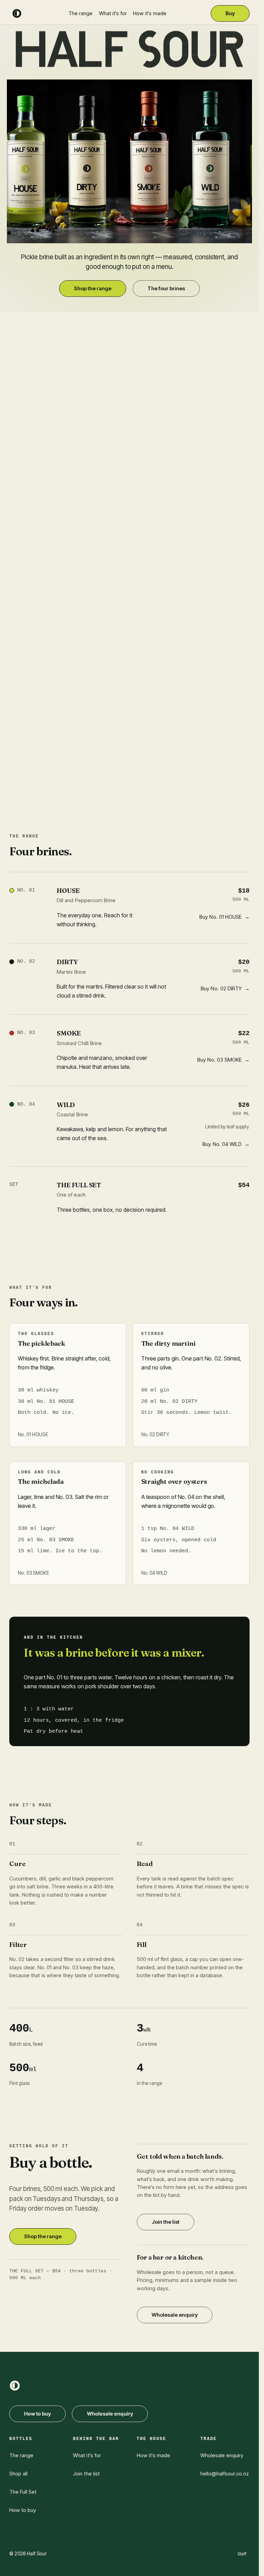 The range What it's for How it's made Buy
HALF SOUR
HALF SOUR HALF SOUR HALF SOUR HALF SOUR
HOUSE DIRTY SMOKE WILD
Pickle brine built as an ingredient in its own right — measured, consistent, and
good enough to put on a menu.
Shop the range The four brines
THE RANGE
Four brines.
NO. 01 HOUSE $18
Dill and Peppercorn Brine 500 ML
The everyday one. Reach for it
without thinking.
Buy No. 01 HOUSE →
NO. 02 DIRTY $20
Martini Brine 500 ML
Built for the martini. Filtered clear so it will not
cloud a stirred drink.
Buy No. 02 DIRTY →
NO. 03 SMOKE $22
Smoked Chilli Brine 500 ML
Chipotle and manzano, smoked over
manuka. Heat that arrives late.
Buy No. 03 SMOKE →
NO. 04 WILD $26
Coastal Brine 500 ML
Kawakawa, kelp and lemon. For anything that
came out of the sea.
Limited by leaf supply.
Buy No. 04 WILD →
SET THE FULL SET $54
One of each
Three bottles, one box, no decision required.
WHAT IT'S FOR
Four ways in.
TWO GLASSES
The pickleback
Whiskey first. Brine straight after, cold,
from the fridge.
30 ml whiskey
30 ml No. 01 HOUSE
Both cold. No ice.
No. 01 HOUSE
STIRRED
The dirty martini
Three parts gin. One part No. 02. Stirred,
and no olive.
60 ml gin
20 ml No. 02 DIRTY
Stir 30 seconds. Lemon twist.
No. 02 DIRTY
LONG AND COLD
The michelada
Lager, lime and No. 03. Salt the rim or
leave it.
330 ml lager
25 ml No. 03 SMOKE
15 ml lime. Ice to the top.
No. 03 SMOKE
NO COOKING
Straight over oysters
A teaspoon of No. 04 on the shell,
where a mignonette would go.
1 tsp No. 04 WILD
Six oysters, opened cold
No lemon needed.
No. 04 WILD
AND IN THE KITCHEN
It was a brine before it was a mixer.
One part No. 01 to three parts water. Twelve hours on a chicken, then roast it dry. The
same measure works on pork shoulder over two days.
1 : 3 with water
12 hours, covered, in the fridge
Pat dry before heat
HOW IT'S MADE
Four steps.
01
Cure
Cucumbers, dill, garlic and black peppercorn
go into salt brine. Three weeks in a 400-litre
tank. Nothing is rushed to make a number
look better.
02
Read
Every tank is read against the batch spec
before it leaves. A brine that misses the spec is
not thinned to hit it.
03
Filter
No. 02 takes a second filter so a stirred drink
stays clear. No. 01 and No. 03 keep the haze,
because that is where they taste of something.
04
Fill
500 ml of flint glass, a cap you can open one-
handed, and the batch number printed on the
bottle rather than kept in a database.
400L
Batch size, fixed
3wk
Cure time
500ml
Flint glass
4
In the range
GETTING HOLD OF IT
Buy a bottle.
Four brines, 500 ml each. We pick and
pack on Tuesdays and Thursdays, so a
Friday order moves on Tuesday.
Shop the range
THE FULL SET — $54 · three bottles ·
500 ML each
Get told when a batch lands.
Roughly one email a month: what's brining,
what's back, and one drink worth making.
There's no form here yet, so the address goes
on the list by hand.
Join the list
For a bar or a kitchen.
Wholesale goes to a person, not a queue.
Pricing, minimums and a sample inside two
working days.
Wholesale enquiry
How to buy Wholesale enquiry
BOTTLES BEHIND THE BAR THE HOUSE TRADE
The range What it's for How it's made Wholesale enquiry
Shop all Join the list hello@halfsour.co.nz
The Full Set
How to buy
© 2026 Half Sour Staff